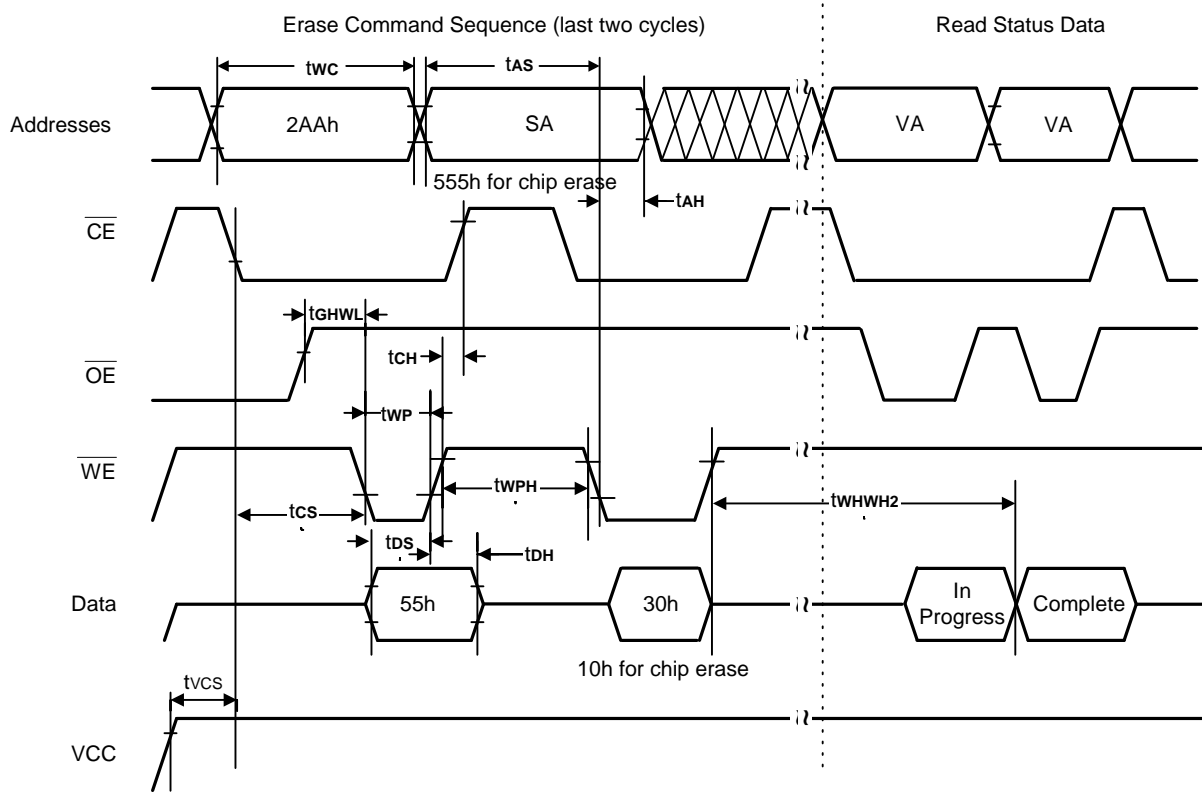 Erase Command Sequence (last two cycles)
Read Status Data
tWC
tAS
Addresses
2AAh
SA
VA
VA
555h for chip erase
tAH
CE
tGHWL
tCH
OE
tWP
WE
tWPH
tCS
tWHWH2
tDS
tDH
Data
55h
30h
In
Progress
Complete
10h for chip erase
tVCS
VCC